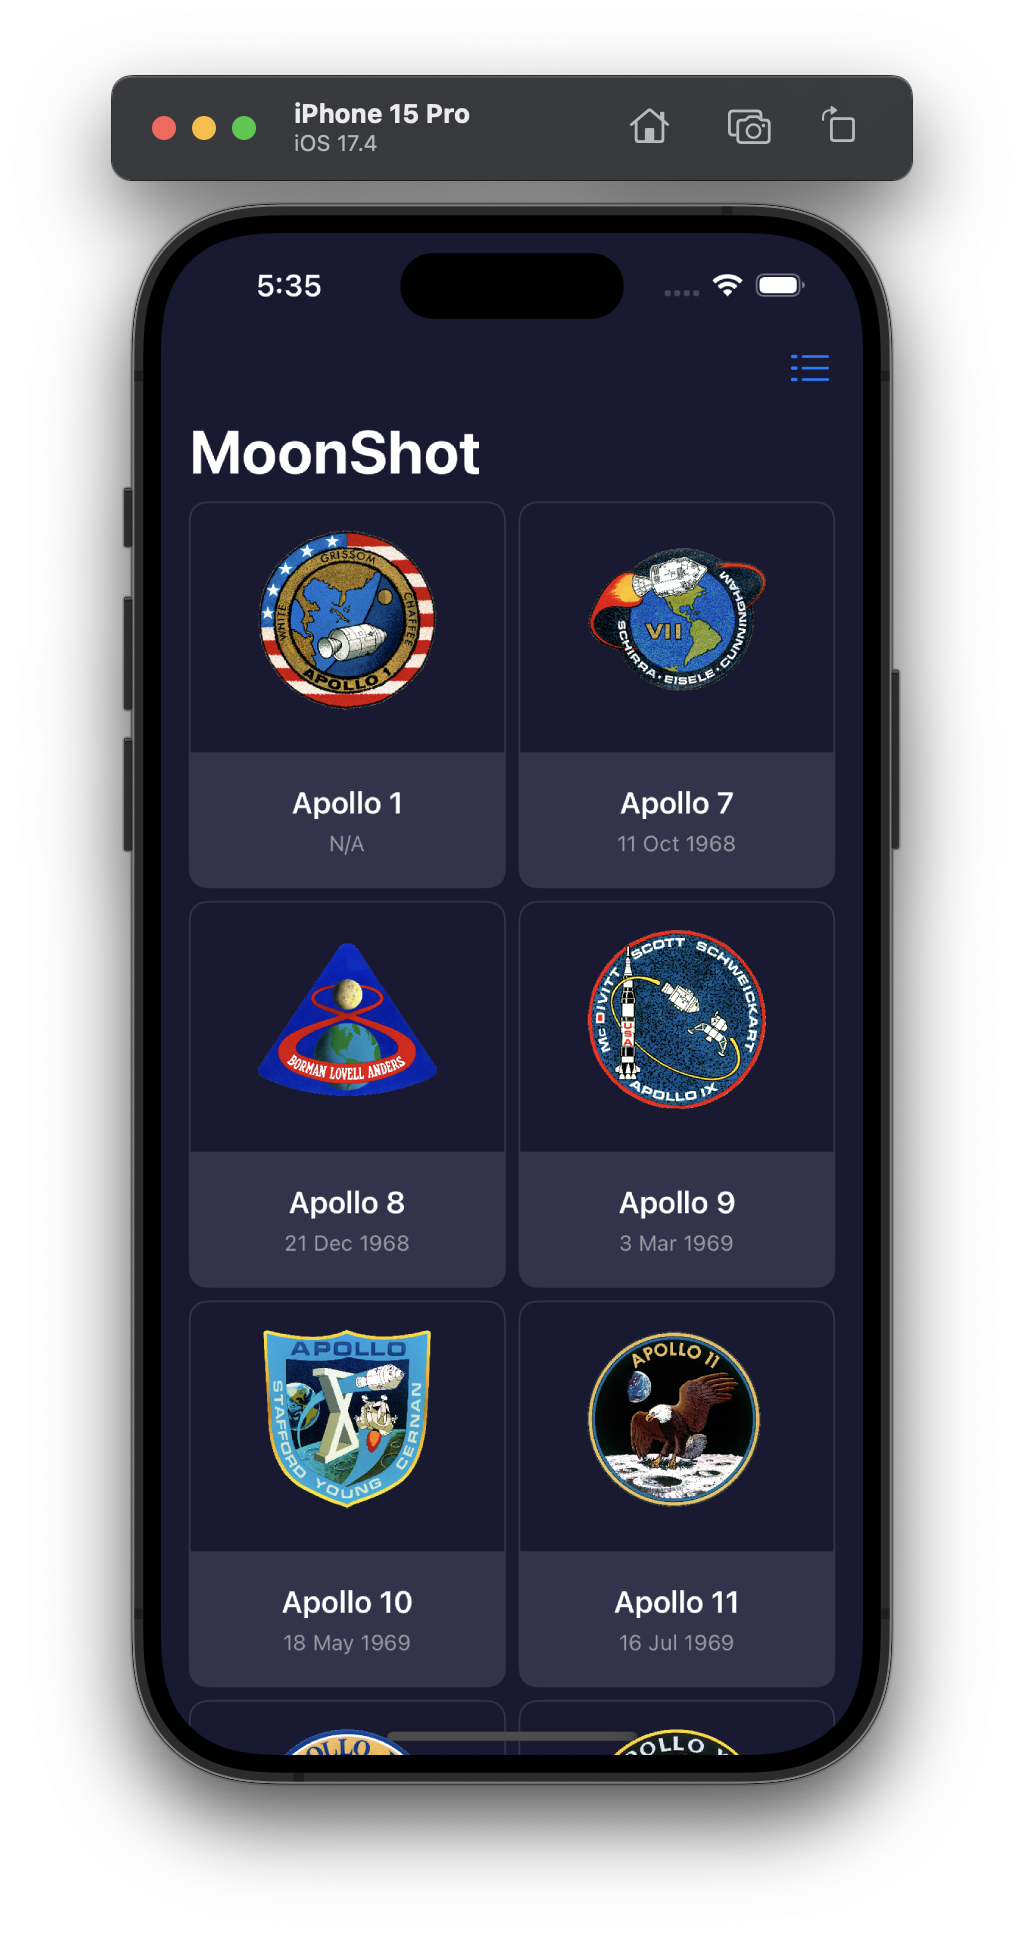 iPhone 15 Pro
iOS 17.4
5:35
MoonShot
GRISSOM
WHITE
CHAFFEE
APOLLO 1
VII
SCHIRRA • EISELE • CUNNINGHAM
Apollo 1
N/A
Apollo 7
11 Oct 1968
BORMAN LOVELL ANDERS
McDIVITT SCOTT SCHWEICKART
USA
APOLLO IX
Apollo 8
21 Dec 1968
Apollo 9
3 Mar 1969
APOLLO
X
STAFFORD YOUNG CERNAN
APOLLO 11
Apollo 10
18 May 1969
Apollo 11
16 Jul 1969
OLLO
OLLO